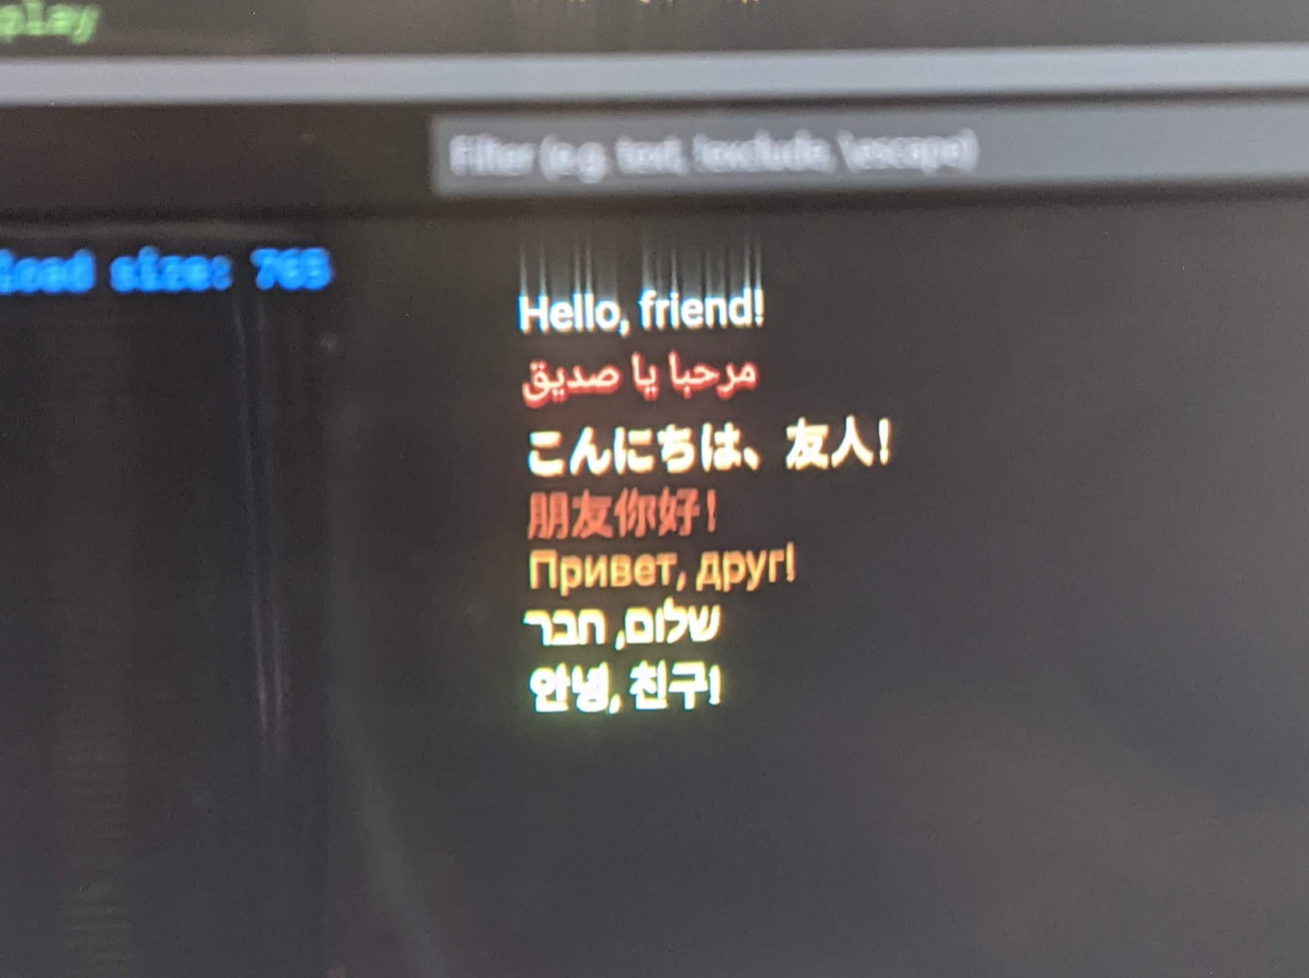 play
Filter (e.g. text, !exclude, \escape)
load size: 765
Hello, friend!
مرحبا يا صديق
こんにちは、友人!
朋友你好!
Привет, друг!
שלום, חבר
안녕, 친구!